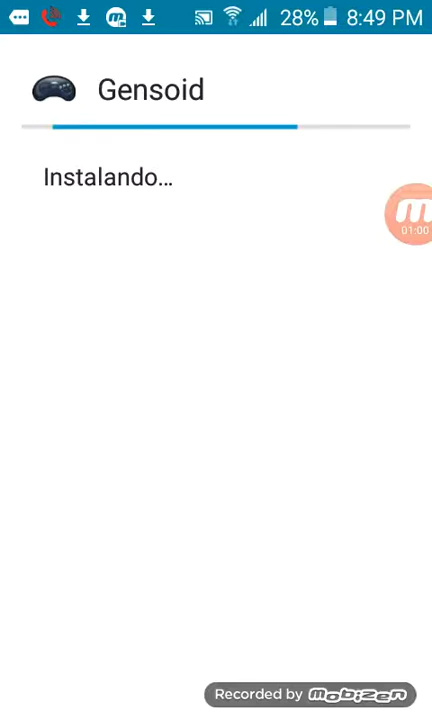 28% 8:49 PM
Gensoid
Instalando...
01:00
Recorded by mobizen